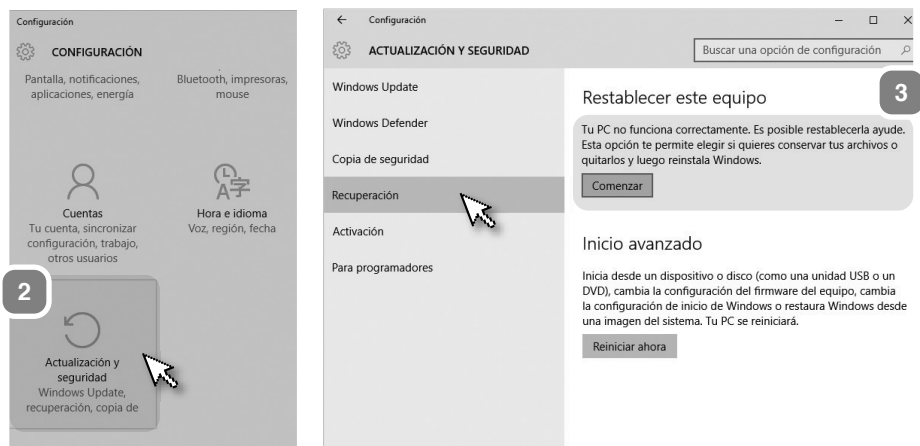 Configuración
CONFIGURACIÓN
Pantalla, notificaciones,
aplicaciones, energía
Bluetooth, impresoras,
mouse
Cuentas
Tu cuenta, sincronizar
configuración, trabajo,
otros usuarios
Hora e idioma
Voz, región, fecha
2
Actualización y
seguridad
Windows Update,
recuperación, copia de
Configuración
ACTUALIZACIÓN Y SEGURIDAD
Buscar una opción de configuración
Windows Update
Windows Defender
Copia de seguridad
Recuperación
Activación
Para programadores
3
Restablecer este equipo
Tu PC no funciona correctamente. Es posible restablecerla ayude.
Esta opción te permite elegir si quieres conservar tus archivos o
quitarlos y luego reinstala Windows.
Comenzar
Inicio avanzado
Inicia desde un dispositivo o disco (como una unidad USB o un
DVD), cambia la configuración del firmware del equipo, cambia
la configuración de inicio de Windows o restaura Windows desde
una imagen del sistema. Tu PC se reiniciará.
Reiniciar ahora